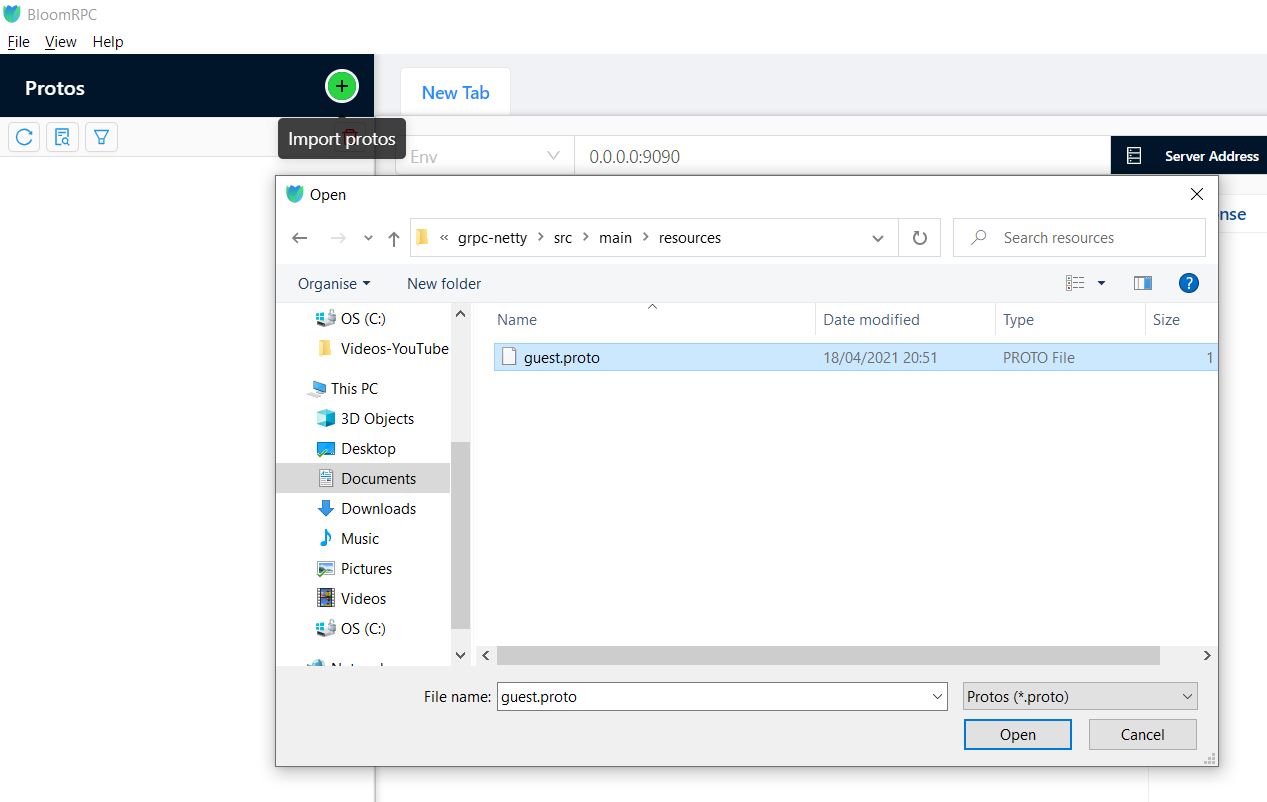 BloomRPC
File View Help
Protos
New Tab
Import protos
Env
0.0.0.0:9090
Server Address
nse
Open
« grpc-netty > src > main > resources
Search resources
Organise
New folder
?
OS (C:)
Videos-YouTube
This PC
3D Objects
Desktop
Documents
Downloads
Music
Pictures
Videos
OS (C:)
Name Date modified Type Size
guest.proto 18/04/2021 20:51 PROTO File 1
File name: guest.proto
Protos (*.proto)
Open Cancel